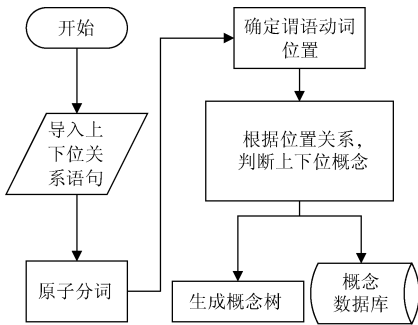 开始
导入上
下位关
系语句
原子分词
确定谓语动词
位置
根据位置关系，
判断上下位概念
生成概念树
概念
数据库